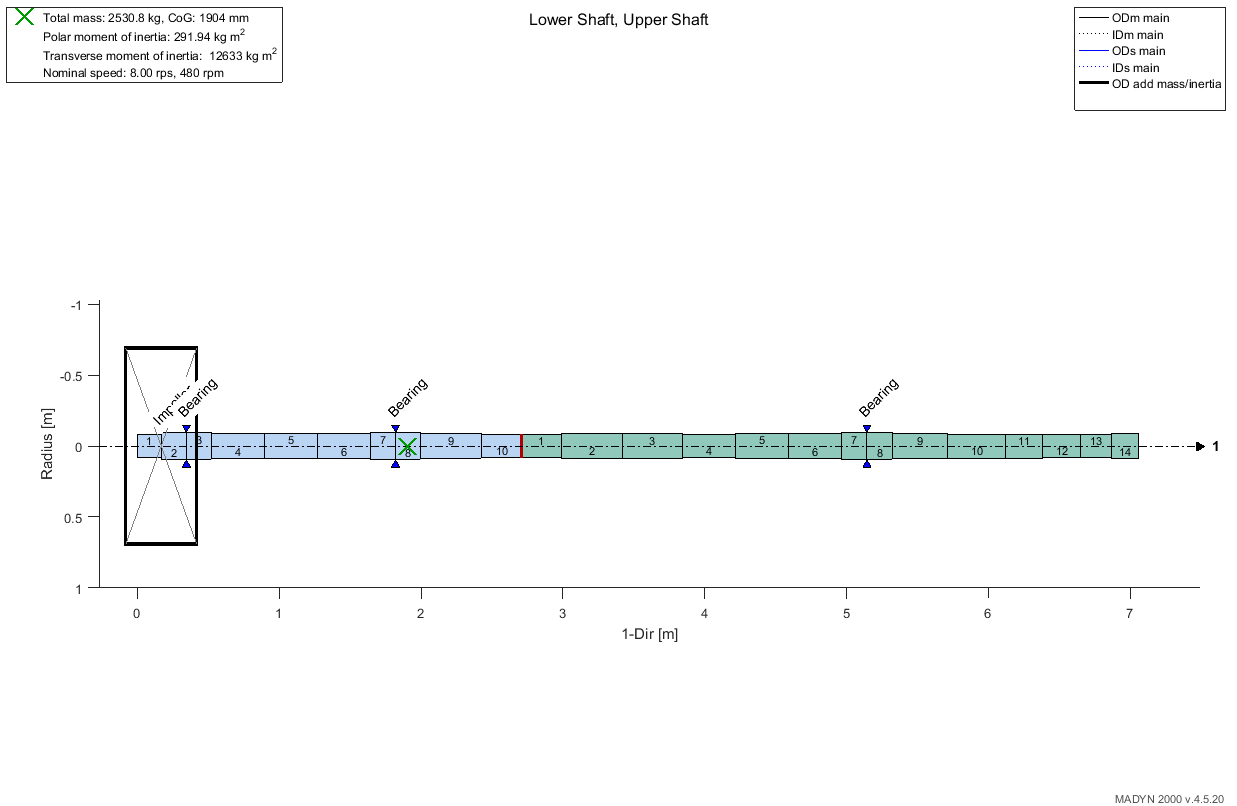 Total mass: 2530.8 kg, CoG: 1904 mm
Polar moment of inertia: 291.94 kg m2
Transverse moment of inertia:  12633 kg m2
Nominal speed: 8.00 rps, 480 rpm
Lower Shaft, Upper Shaft
ODm main
IDm main
ODs main
IDs main
OD add mass/inertia
Bearing
Bearing
Bearing
-1
-0.5
0
0.5
1
Radius [m]
1 3 5 7 9 1 3 5 7 9 11 13
2 4 6 8 10 2 4 6 8 10 12 14
1
0 1 2 3 4 5 6 7
1-Dir [m]
MADYN 2000 v.4.5.20